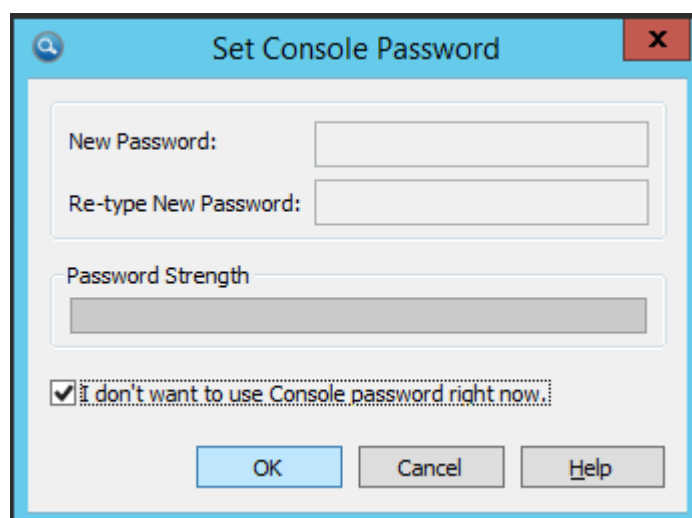 Set Console Password
x
New Password:
Re-type New Password:
Password Strength
I don't want to use Console password right now.
OK Cancel Help